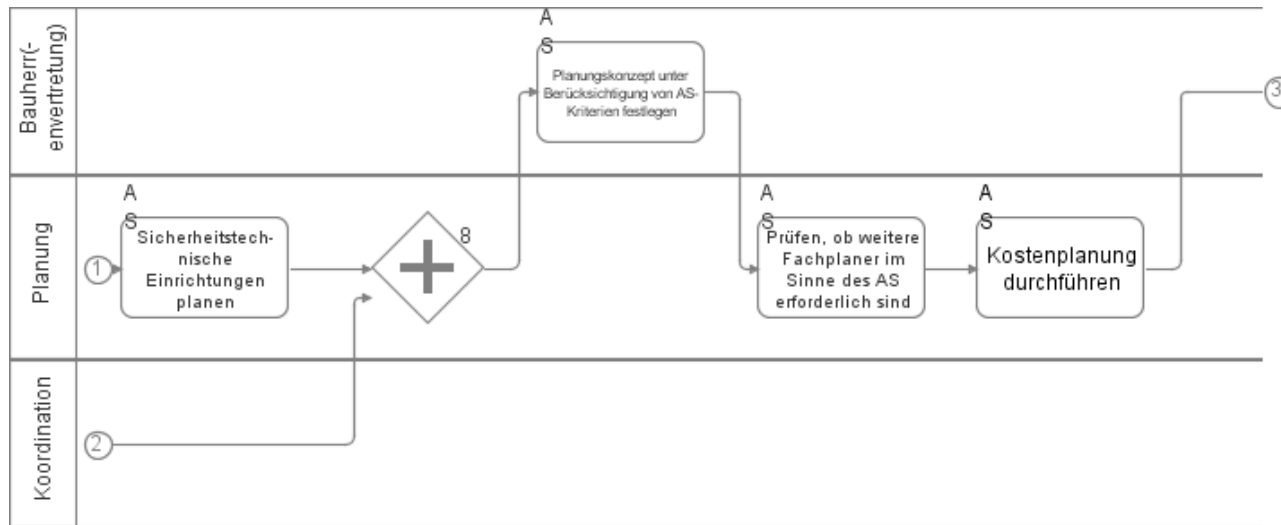 Bauherr(-
envertretung)
A
S
Planungskonzept unter
Berücksichtigung von AS-
Kriterien festlegen
3
Planung
1
A
S
Sicherheitstech-
nische
Einrichtungen
planen
8
A
S
Prüfen, ob weitere
Fachplaner im
Sinne des AS
erforderlich sind
A
S
Kostenplanung
durchführen
Koordination
2